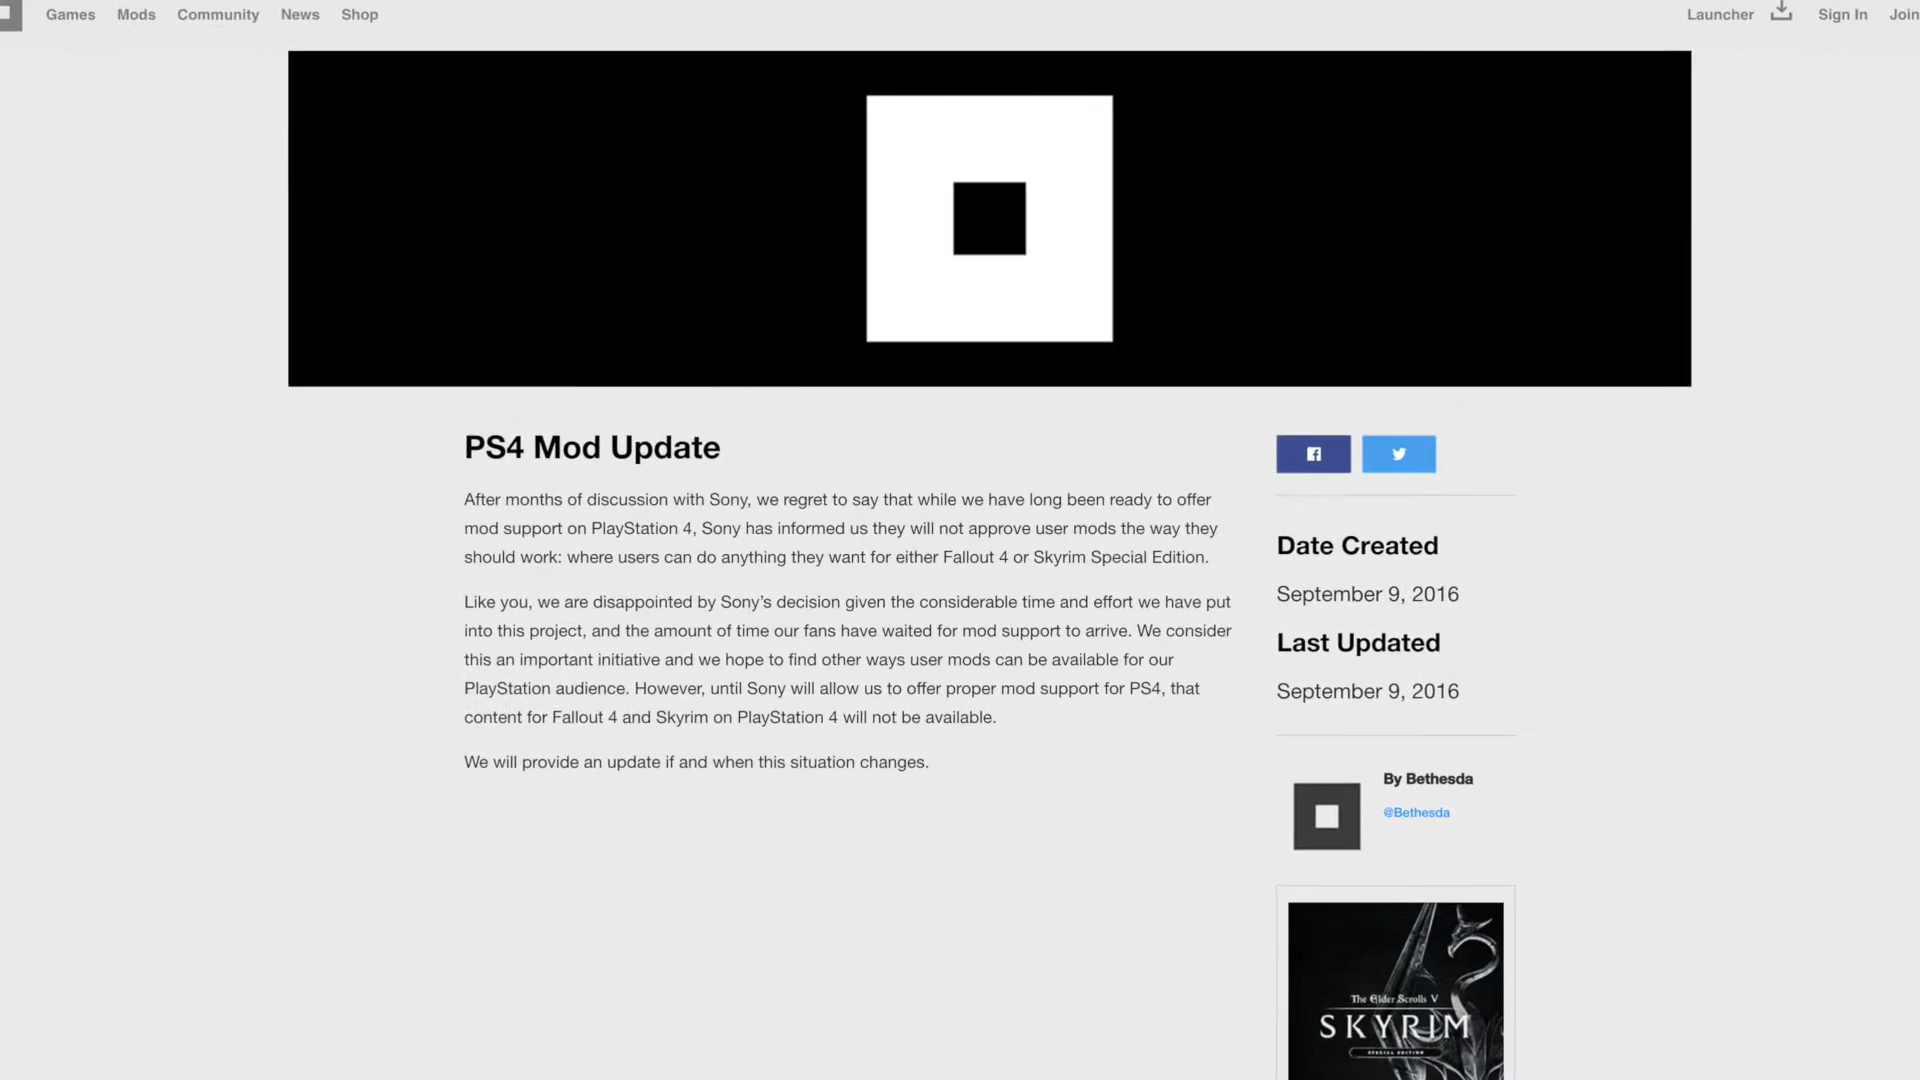 Games Mods Community News Shop Launcher Sign In Join
PS4 Mod Update
After months of discussion with Sony, we regret to say that while we have long been ready to offer
mod support on PlayStation 4, Sony has informed us they will not approve user mods the way they
should work: where users can do anything they want for either Fallout 4 or Skyrim Special Edition.
Like you, we are disappointed by Sony’s decision given the considerable time and effort we have put
into this project, and the amount of time our fans have waited for mod support to arrive. We consider
this an important initiative and we hope to find other ways user mods can be available for our
PlayStation audience. However, until Sony will allow us to offer proper mod support for PS4, that
content for Fallout 4 and Skyrim on PlayStation 4 will not be available.
We will provide an update if and when this situation changes.
Date Created
September 9, 2016
Last Updated
September 9, 2016
By Bethesda
@Bethesda
The Elder Scrolls V
SKYRIM
SPECIAL EDITION